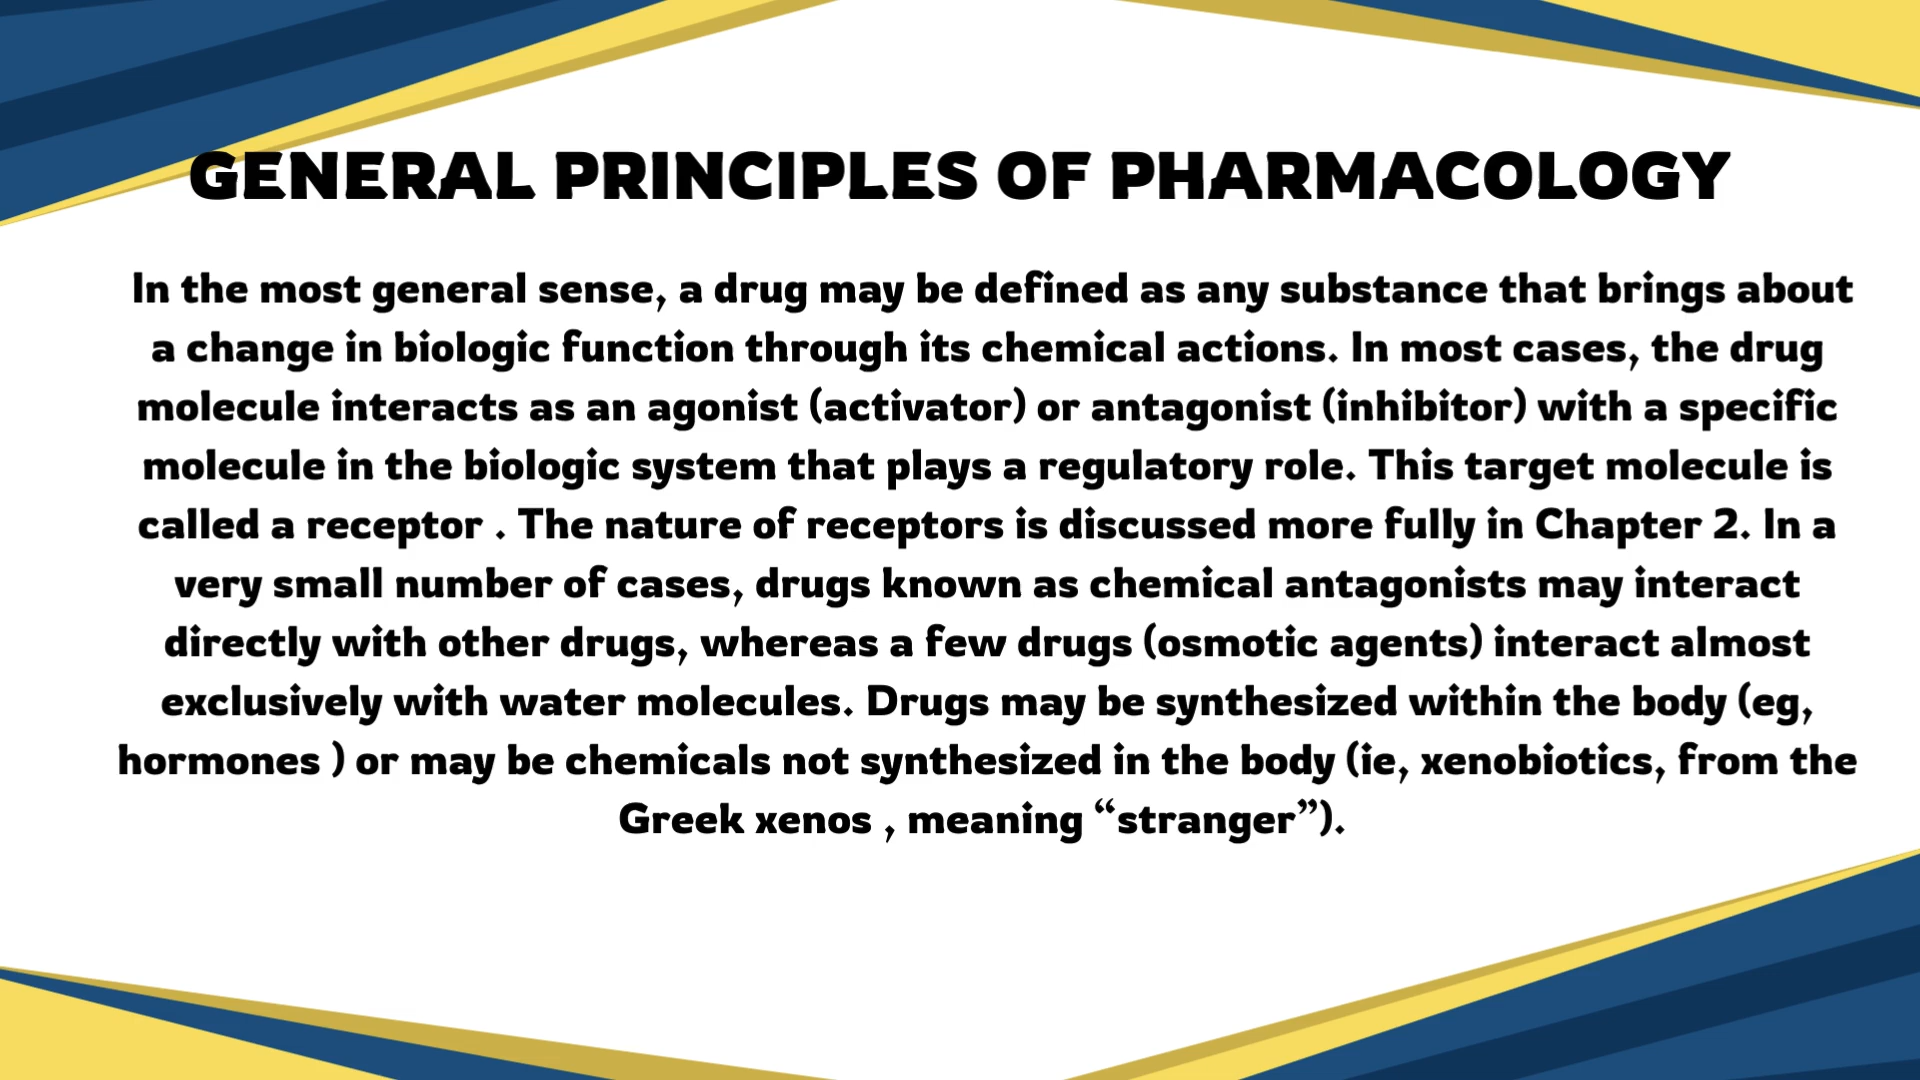 GENERAL PRINCIPLES OF PHARMACOLOGY
In the most general sense, a drug may be defined as any substance that brings about
a change in biologic function through its chemical actions. In most cases, the drug
molecule interacts as an agonist (activator) or antagonist (inhibitor) with a specific
molecule in the biologic system that plays a regulatory role. This target molecule is
called a receptor . The nature of receptors is discussed more fully in Chapter 2. In a
very small number of cases, drugs known as chemical antagonists may interact
directly with other drugs, whereas a few drugs (osmotic agents) interact almost
exclusively with water molecules. Drugs may be synthesized within the body (eg,
hormones ) or may be chemicals not synthesized in the body (ie, xenobiotics, from the
Greek xenos , meaning “stranger”).